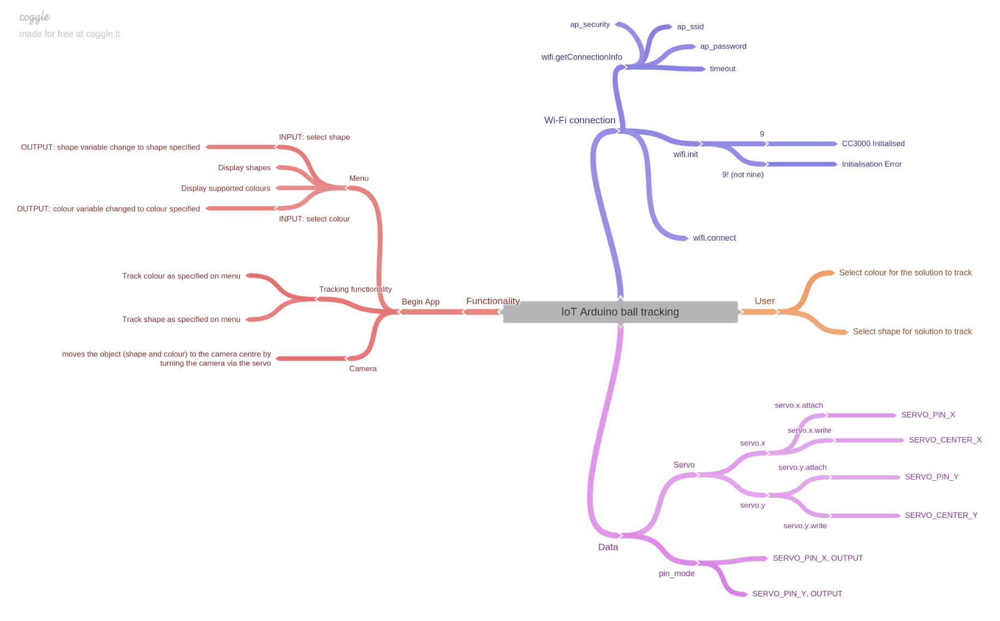 coggle
made for free at coggle.it
ap_security
ap_ssid
ap_password
wifi.getConnectionInfo
timeout
Wi-Fi connection
9
wifi.init
CC3000 Initialised
Initialisation Error
9! (not nine)
wifi.connect
INPUT: select shape
OUTPUT: shape variable change to shape specified
Display shapes
Menu
Display supported colours
OUTPUT: colour variable changed to colour specified
INPUT: select colour
Track colour as specified on menu
Tracking functionality
Begin App
Functionality
Track shape as specified on menu
moves the object (shape and colour) to the camera centre by
turning the camera via the servo
Camera
IoT Arduino ball tracking
User
Select colour for the solution to track
Select shape for solution to track
servo.x.attach
SERVO_PIN_X
servo.x.write
SERVO_CENTER_X
servo.x
Servo
servo.y.attach
SERVO_PIN_Y
servo.y
SERVO_CENTER_Y
servo.y.write
Data
pin_mode
SERVO_PIN_X, OUTPUT
SERVO_PIN_Y, OUTPUT